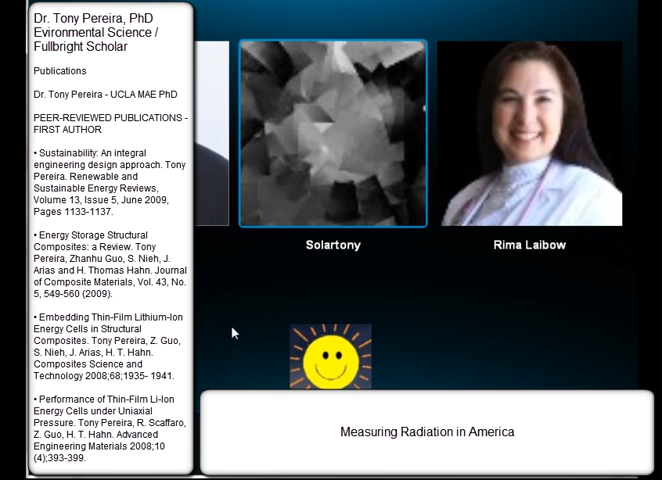 Dr. Tony Pereira, PhD
Evironmental Science /
Fullbright Scholar
Publications
Dr. Tony Pereira - UCLA MAE PhD
PEER-REVIEWED PUBLICATIONS -
FIRST AUTHOR
• Sustainability: An integral
engineering design approach. Tony
Pereira. Renewable and
Sustainable Energy Reviews,
Volume 13, Issue 5, June 2009,
Pages 1133-1137.
• Energy Storage Structural
Composites: a Review. Tony
Pereira, Zhanhu Guo, S. Nieh, J.
Arias and H. Thomas Hahn. Journal
of Composite Materials, Vol. 43, No.
5, 549-560 (2009).
• Embedding Thin-Film Lithium-Ion
Energy Cells in Structural
Composites. Tony Pereira, Z. Guo,
S. Nieh, J. Arias, H. T. Hahn.
Composites Science and
Technology 2008;68;1935- 1941.
• Performance of Thin-Film Li-Ion
Energy Cells under Uniaxial
Pressure. Tony Pereira, R. Scaffaro,
Z. Guo, H. T. Hahn. Advanced
Engineering Materials 2008;10
(4);393-399.
Solartony
Rima Laibow
Measuring Radiation in America